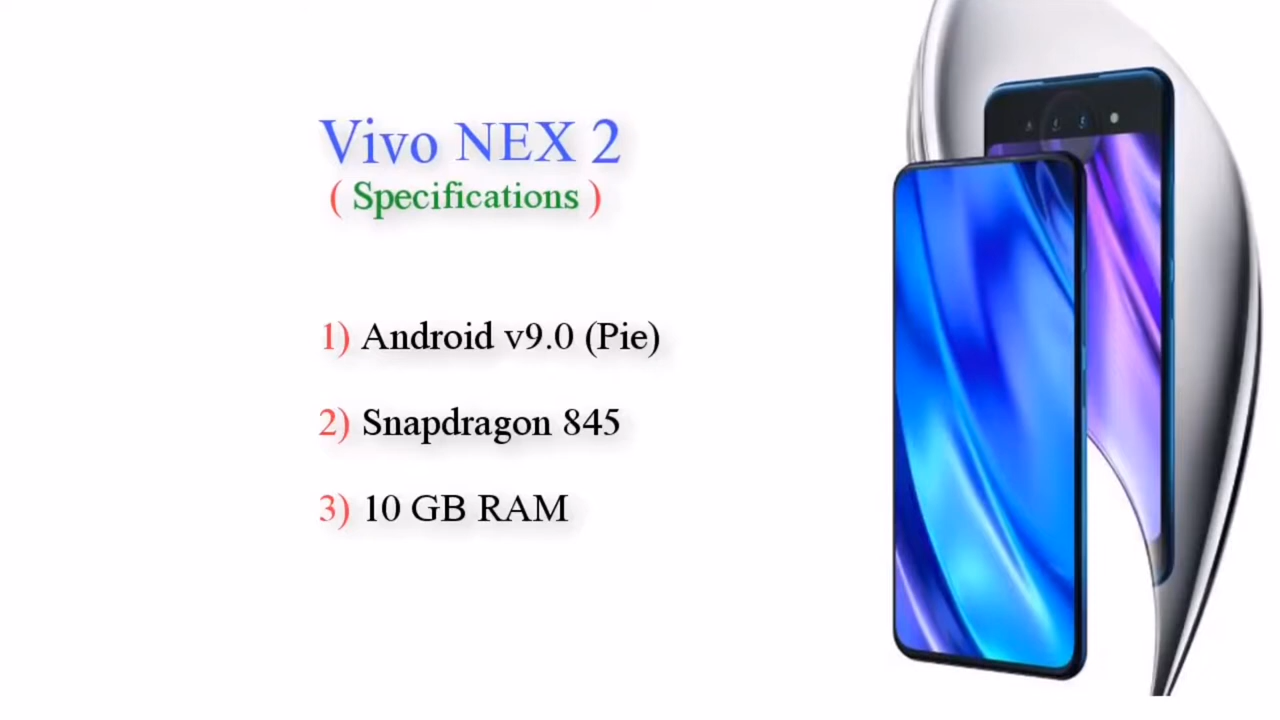 Vivo NEX 2
( Specifications )
1) Android v9.0 (Pie)
2) Snapdragon 845
3) 10 GB RAM